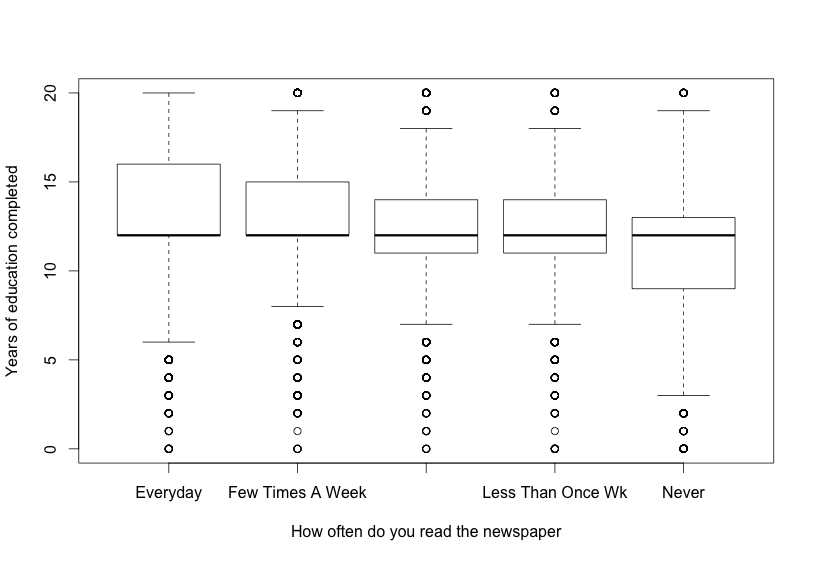 Years of education completed
20
15
10
5
0
Everyday Few Times A Week Less Than Once Wk Never
How often do you read the newspaper